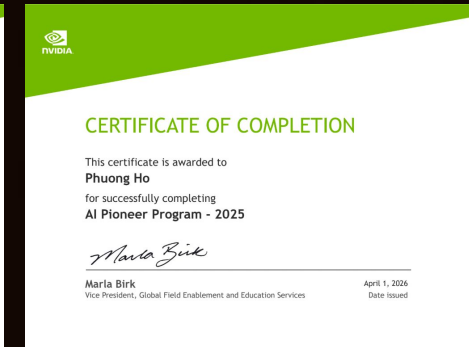 NVIDIA
CERTIFICATE OF COMPLETION
This certificate is awarded to
Phuong Ho
for successfully completing
AI Pioneer Program - 2025
Marla Birk
Marla Birk
Vice President, Global Field Enablement and Education Services
April 1, 2026
Date issued